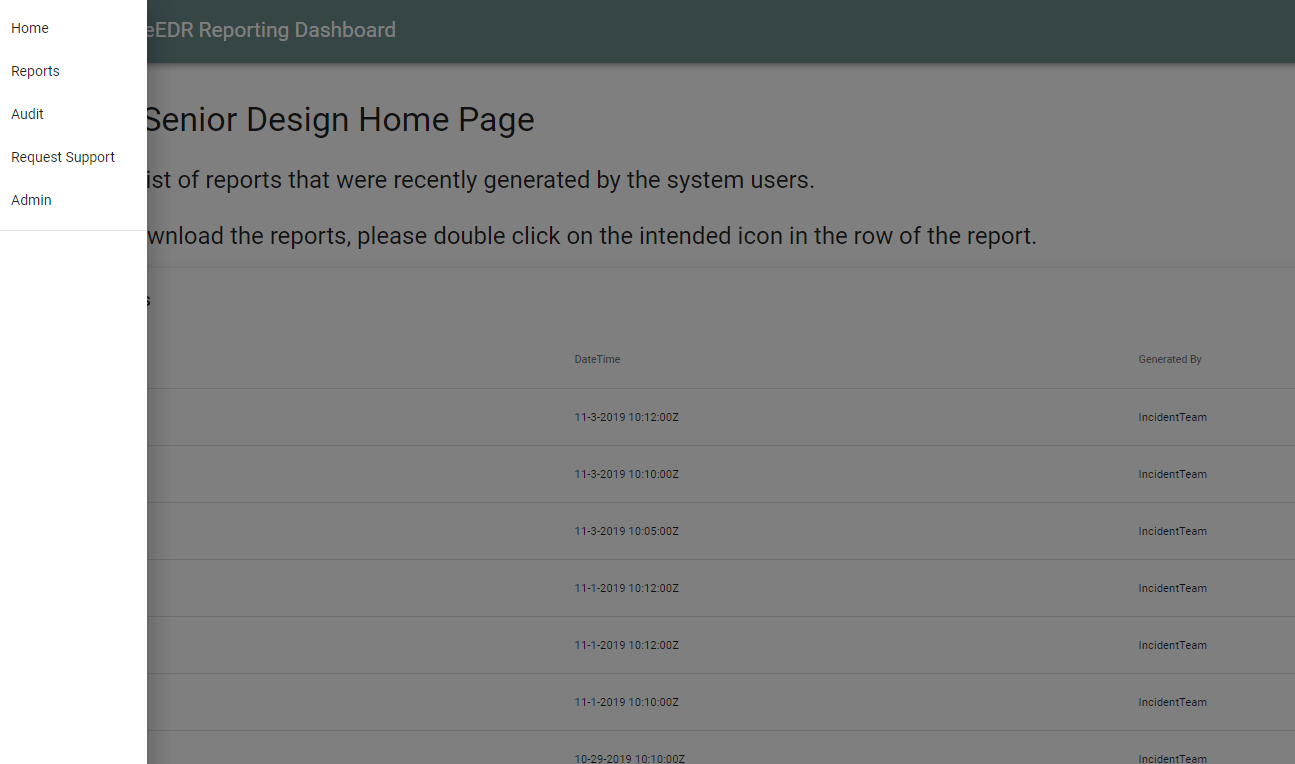 Home
Reports
Audit
Request Support
Admin
eEDR Reporting Dashboard
Senior Design Home Page
of reports that were recently generated by the system users.
the reports, please double click on the intended icon in the row of the report.
DateTime Generated By
11-3-2019 10:12:00Z IncidentTeam
11-3-2019 10:10:00Z IncidentTeam
11-3-2019 10:05:00Z IncidentTeam
11-1-2019 10:12:00Z IncidentTeam
11-1-2019 10:12:00Z IncidentTeam
11-1-2019 10:10:00Z IncidentTeam
10-29-2019 10:10:00Z IncidentTeam